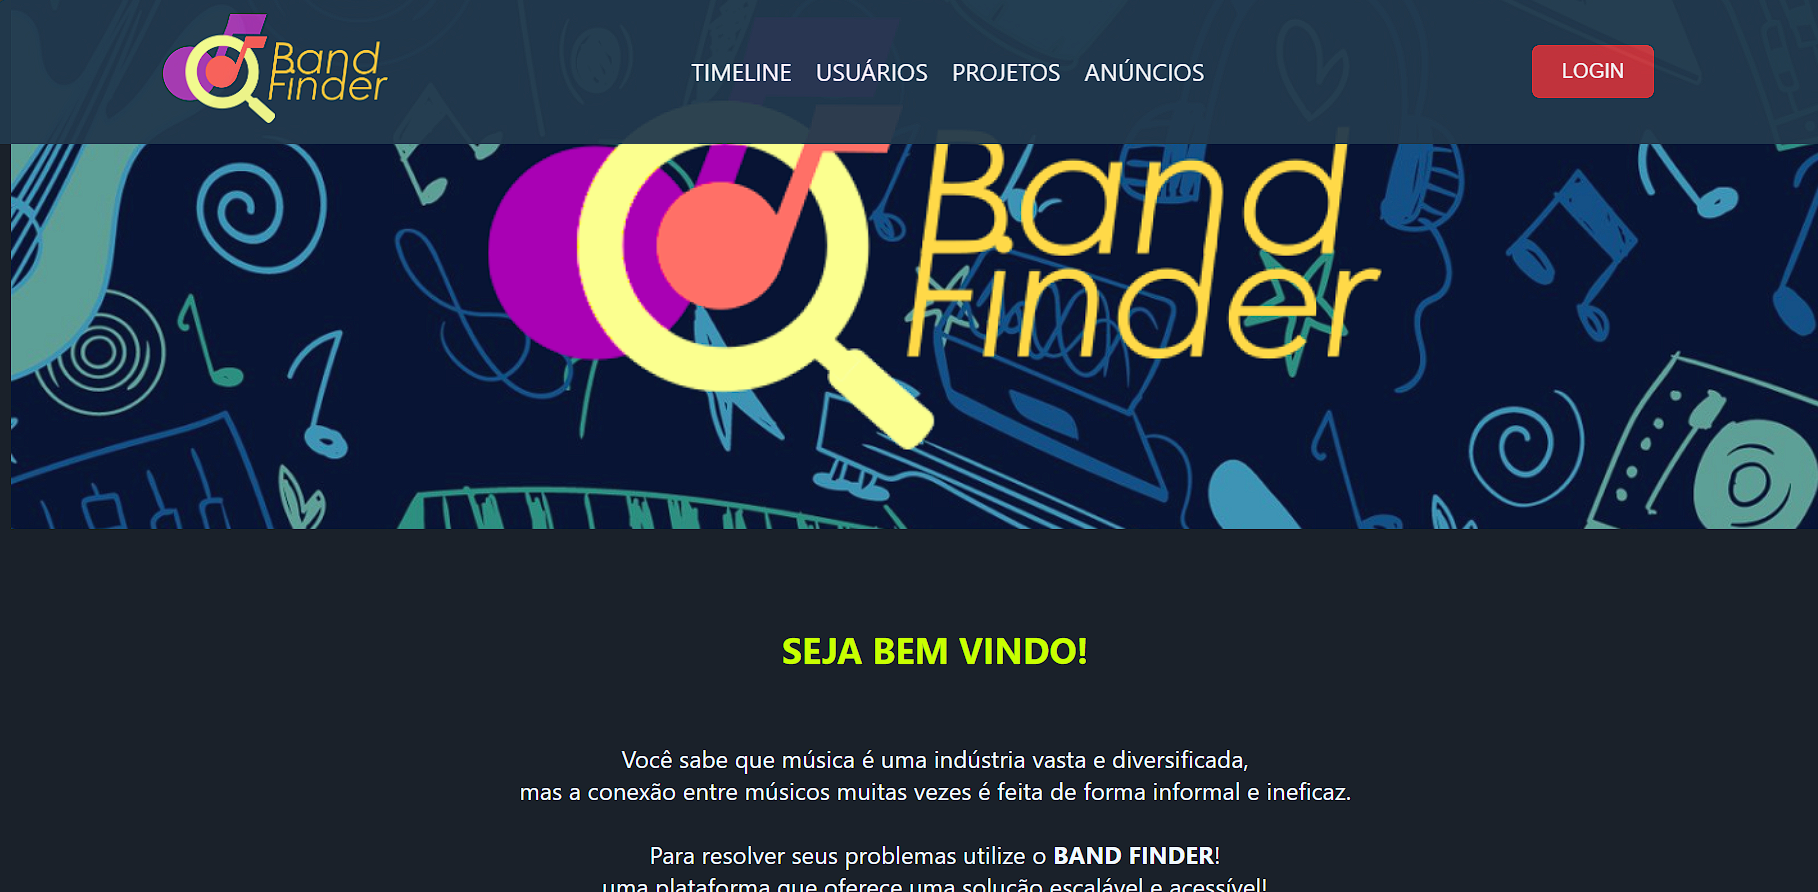 Band
Finder
TIMELINE USUÁRIOS PROJETOS ANÚNCIOS
LOGIN
Band
Finder
SEJA BEM VINDO!
Você sabe que música é uma indústria vasta e diversificada,
mas a conexão entre músicos muitas vezes é feita de forma informal e ineficaz.
Para resolver seus problemas utilize o BAND FINDER!
uma plataforma que oferece uma solução escalável e acessível!